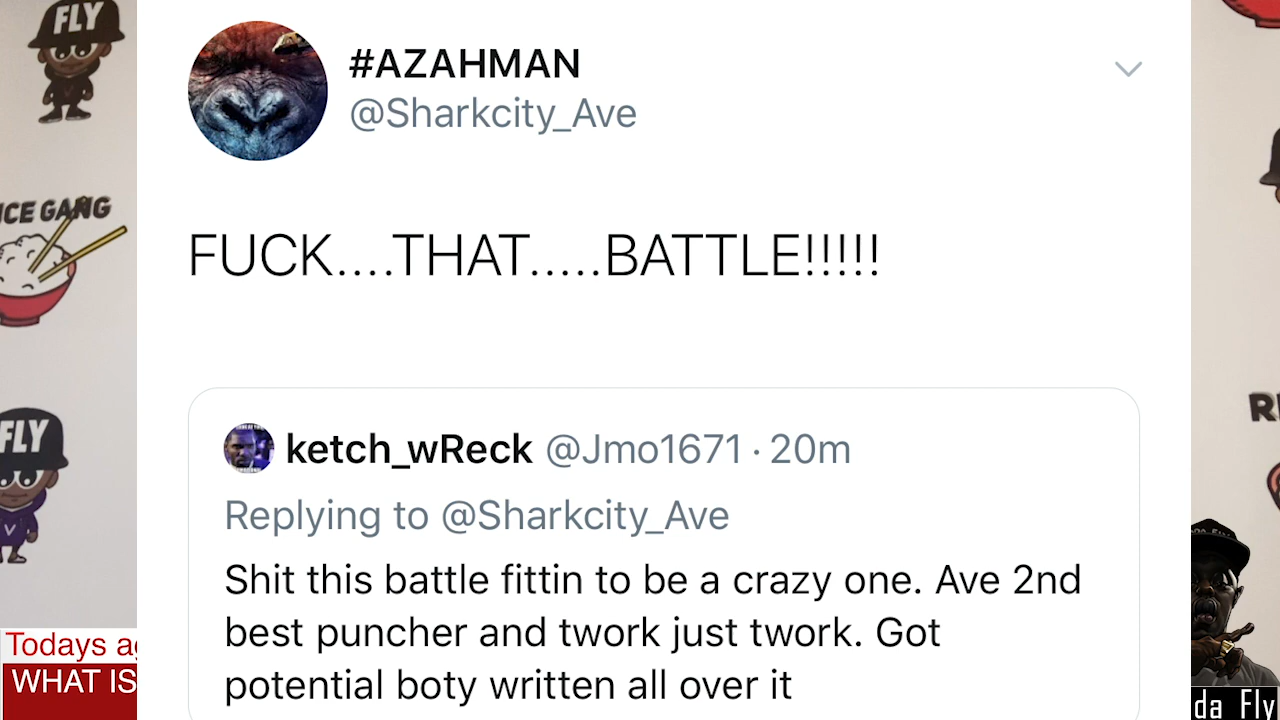 FLY
#AZAHMAN
@Sharkcity_Ave
ICE GANG
FUCK....THAT.....BATTLE!!!!!
FLY
V
ketch_wReck @Jmo1671 · 20m
Replying to @Sharkcity_Ave
Shit this battle fittin to be a crazy one. Ave 2nd
best puncher and twork just twork. Got
potential boty written all over it
Todays a
WHAT IS
da Fly